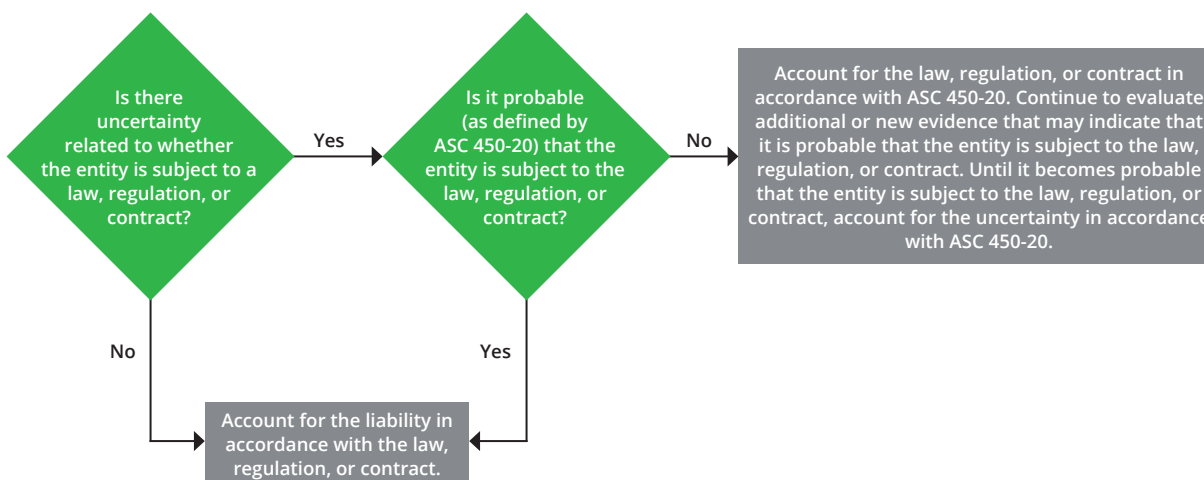 Is there
uncertainty
related to whether
the entity is subject to a
law, regulation, or
contract?
Yes
Is it probable
(as defined by
ASC 450-20) that the
entity is subject to the
law, regulation, or
contract?
No
Account for the law, regulation, or contract in
accordance with ASC 450-20. Continue to evaluate
additional or new evidence that may indicate that
it is probable that the entity is subject to the law,
regulation, or contract. Until it becomes probable
that the entity is subject to the law, regulation, or
contract, account for the uncertainty in accordance
with ASC 450-20.
No
Yes
Account for the liability in
accordance with the law,
regulation, or contract.